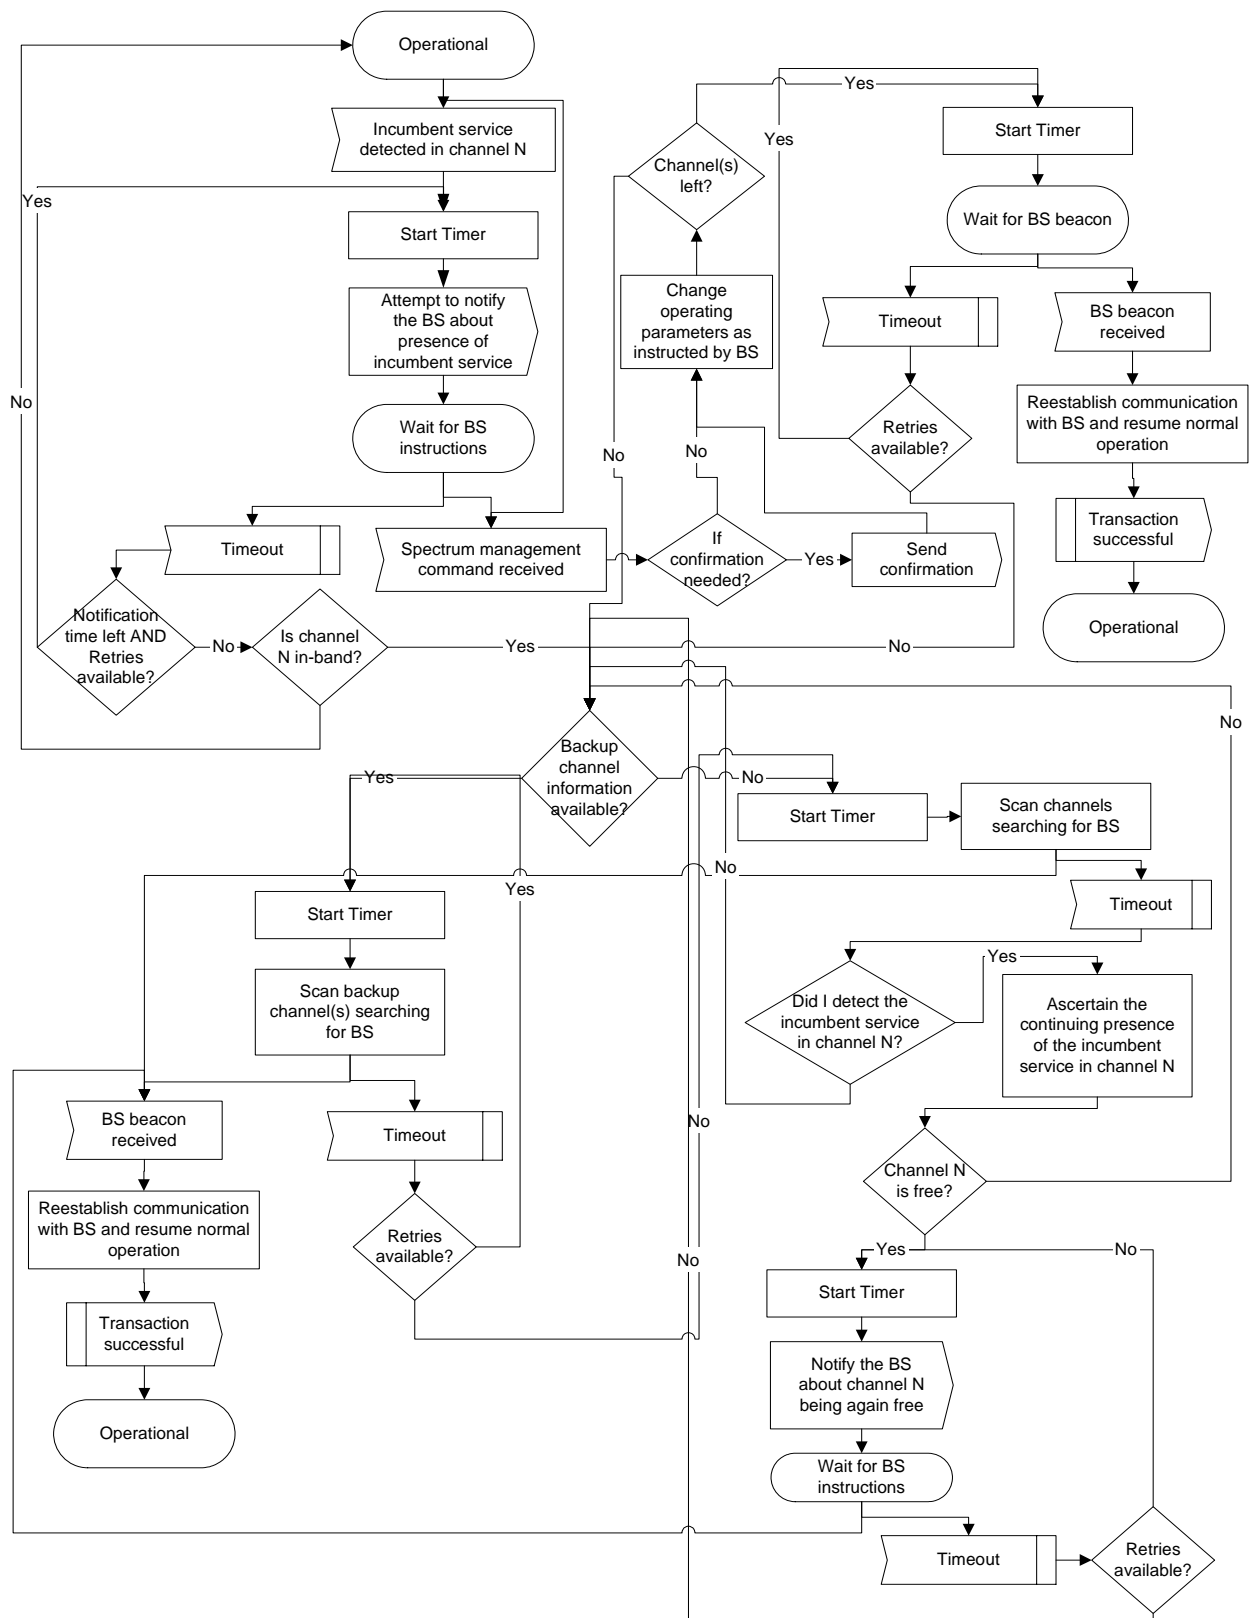 Operational
Incumbent service
detected in channel N
Yes
Start Timer
Attempt to notify
the BS about
presence of
incumbent service
No
Wait for BS
instructions
Timeout
Spectrum management
command received
Notification
time left AND
Retries
available?
No
Is channel
N in-band?
Yes
Yes
Channel(s)
left?
Yes
Start Timer
Wait for BS beacon
Change
operating
parameters as
instructed by BS
Timeout
BS beacon
received
Retries
available?
Reestablish communication
with BS and resume normal
operation
No
No
If
confirmation
needed?
Yes
Send
confirmation
Transaction
successful
Operational
No
No
Backup
channel
information
available?
Yes
No
Start Timer
Scan channels
searching for BS
No
Yes
Start Timer
Timeout
Yes
Scan backup
channel(s) searching
for BS
Did I detect the
incumbent service
in channel N?
Ascertain the
continuing presence
of the incumbent
service in channel N
BS beacon
received
Timeout
No
Channel N
is free?
Reestablish communication
with BS and resume normal
operation
Retries
available?
No
Yes
No
Start Timer
Transaction
successful
Notify the BS
about channel N
being again free
Operational
Wait for BS
instructions
Timeout
Retries
available?